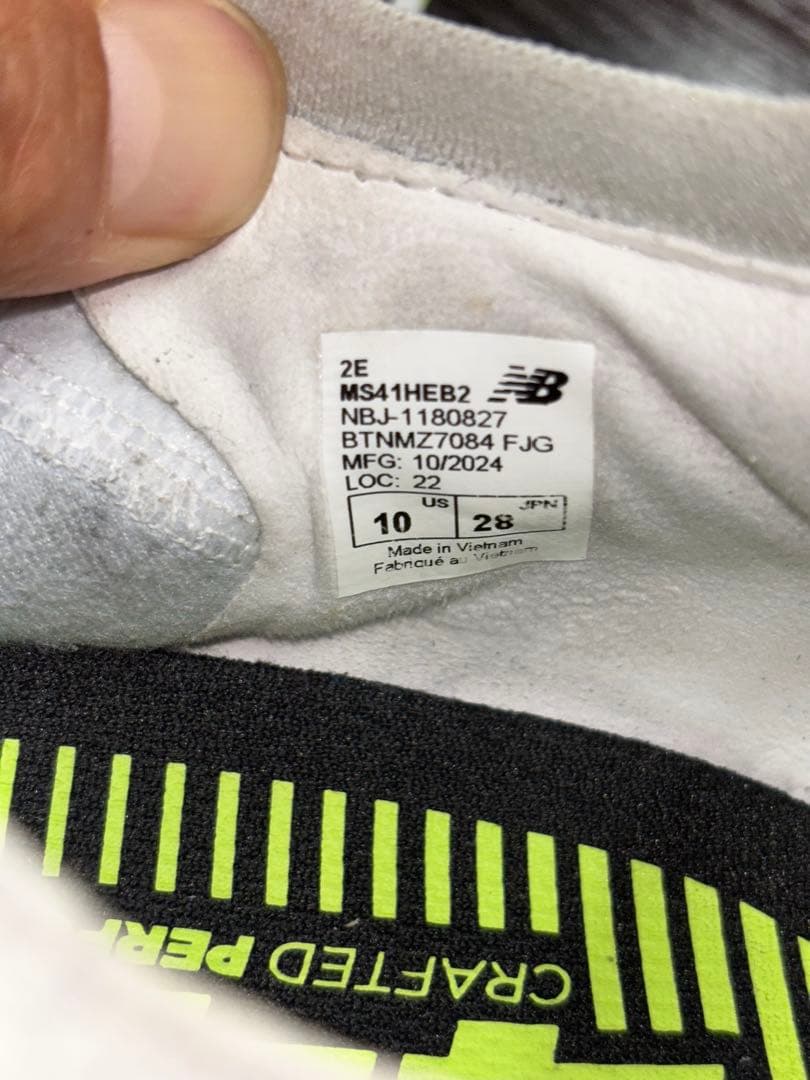 2E
MS41HEB2 NB
NBJ-1180827
BTNMZ7084 FJG
MFG: 10/2024
LOC: 22
10 US 28 JPN
Made in Vietnam
Fabriqué au Vietnam
CRAFTED